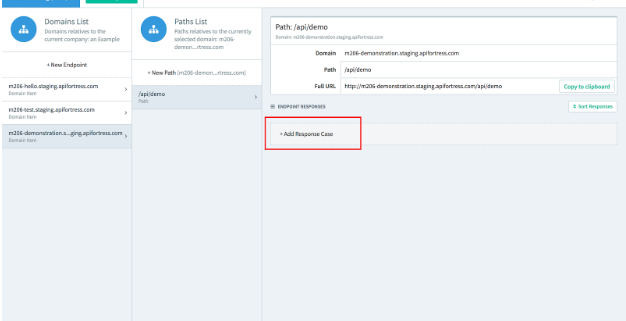 Domains List
Domains relatives to the
current company: an Example
+ New Endpoint
m206-hello.staging.apifortress.com
Domain Item
m206-test.staging.apifortress.com
Domain Item
m206-demonstration.s...ging.apifortress.com
Domain Item
Paths List
Paths relatives to the currently
selected domain: m206-
demon...rtress.com
+ New Path (m206-demon...rtress.com)
/api/demo
Path
Path: /api/demo
Domain: m206-demonstration.staging.apifortress.com
Domain m206-demonstration.staging.apifortress.com
Path /api/demo
Full URL http://m206-demonstration.staging.apifortress.com/api/demo Copy to clipboard
ENDPOINT RESPONSES Sort Responses
+ Add Response Case